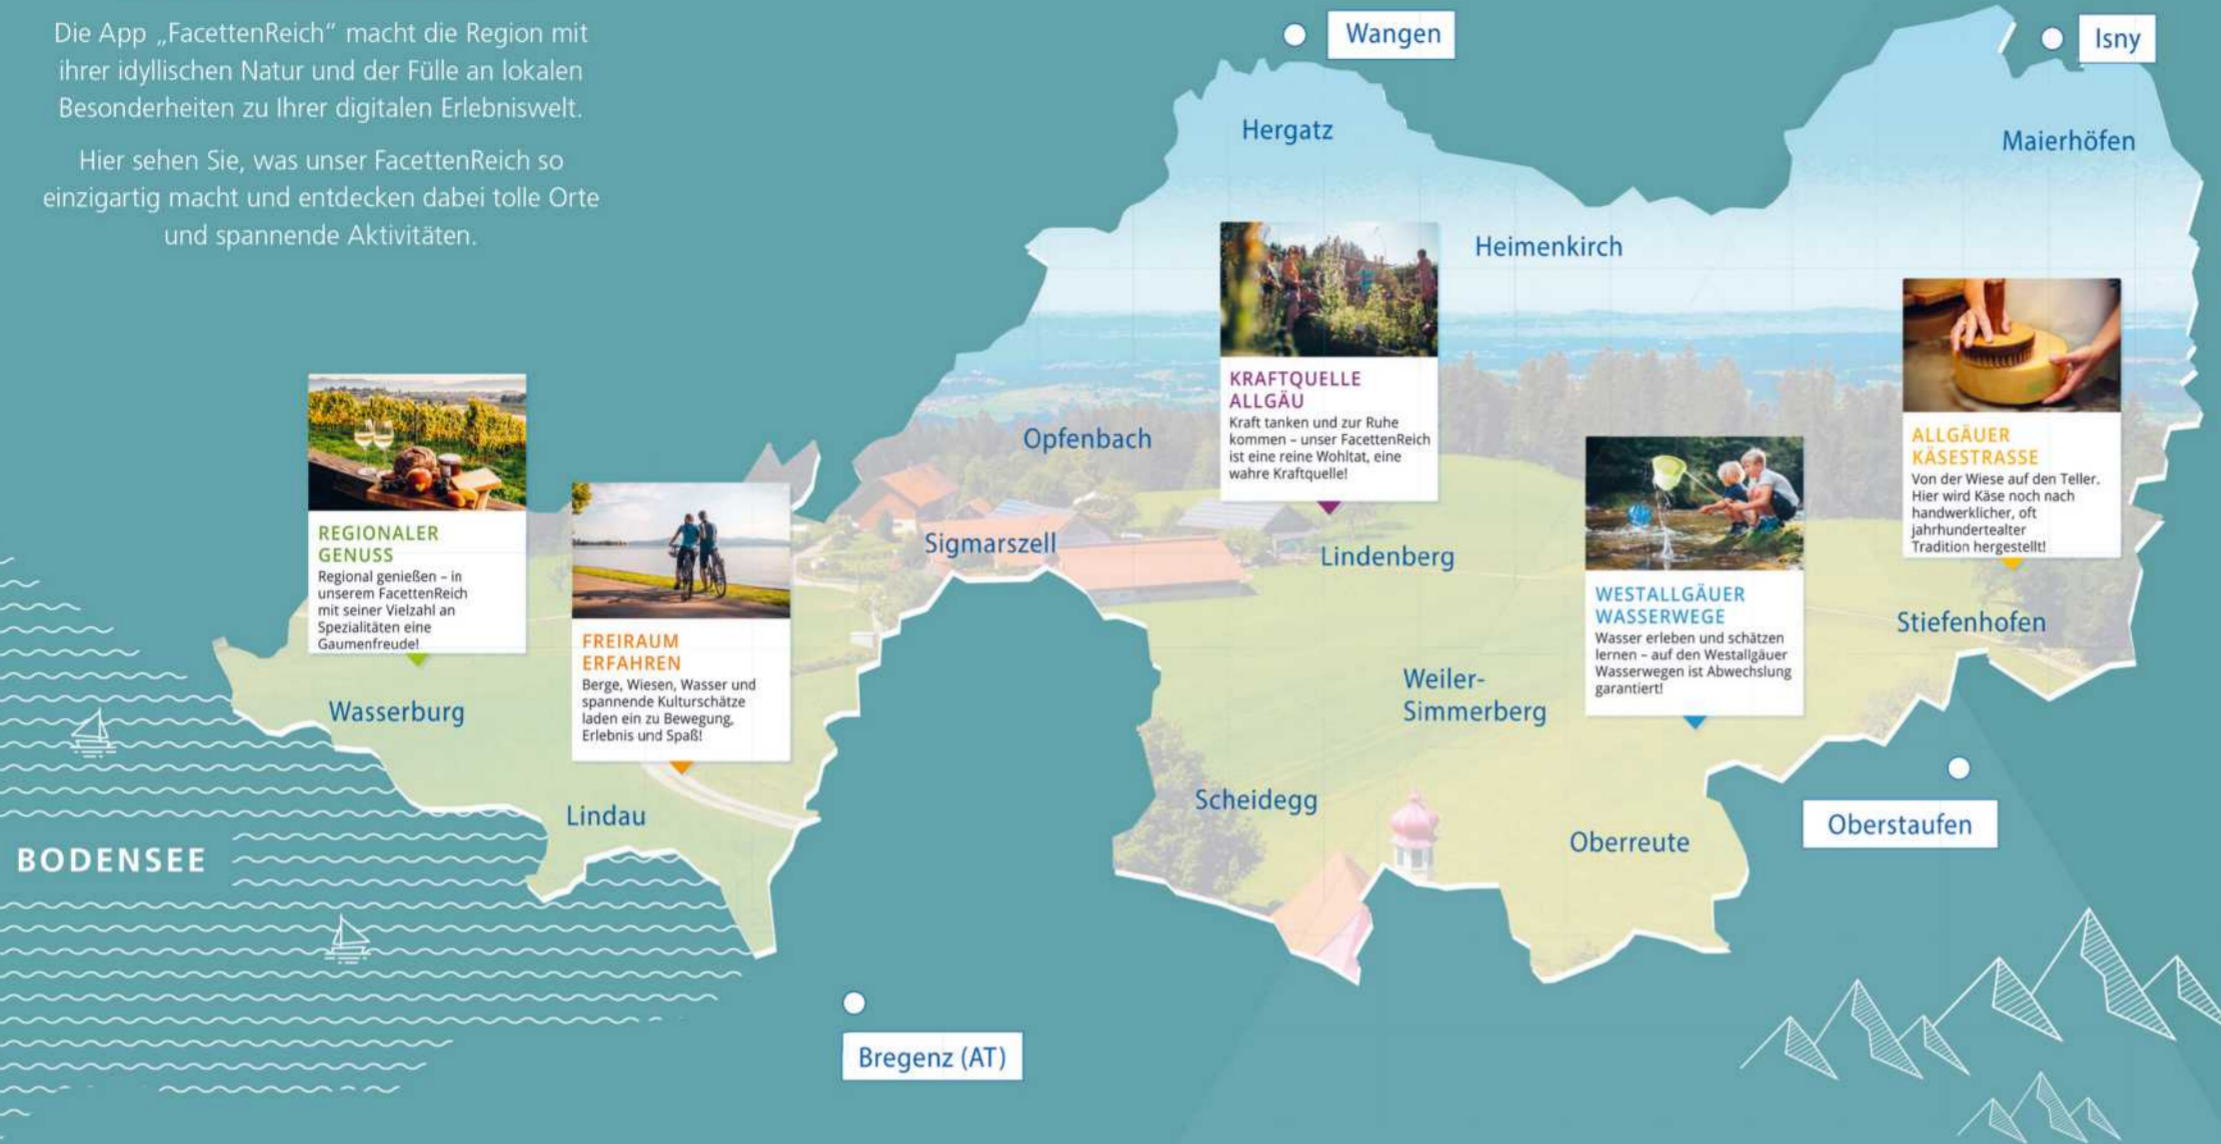 Die App „FacettenReich“ macht die Region mit
ihrer idyllischen Natur und der Fülle an lokalen
Besonderheiten zu Ihrer digitalen Erlebniswelt.
Hier sehen Sie, was unser FacettenReich so
einzigartig macht und entdecken dabei tolle Orte
und spannende Aktivitäten.
Wangen
Isny
Hergatz
Maierhöfen
Heimenkirch
KRAFTQUELLE
ALLGÄU
Kraft tanken und zur Ruhe
kommen – unser FacettenReich
ist eine reine Wohltat, eine
wahre Kraftquelle!
ALLGÄUER
KÄSESTRASSE
Von der Wiese auf den Teller.
Hier wird Käse noch nach
handwerklicher, oft
jahrhundertealter
Tradition hergestellt!
Opfenbach
Sigmarszell
Lindenberg
REGIONALER
GENUSS
Regional genießen – in
unserem FacettenReich
mit seiner Vielzahl an
Spezialitäten eine
Gaumenfreude!
FREIRAUM
ERFAHREN
Berge, Wiesen, Wasser und
spannende Kulturschätze
laden ein zu Bewegung,
Erlebnis und Spaß!
WESTALLGÄUER
WASSERWEGE
Wasser erleben und schätzen
lernen – auf den Westallgäuer
Wasserwegen ist Abwechslung
garantiert!
Stiefenhofen
Wasserburg
Weiler-
Simmerberg
Lindau
Scheidegg
Oberreute
Oberstaufen
BODENSEE
Bregenz (AT)